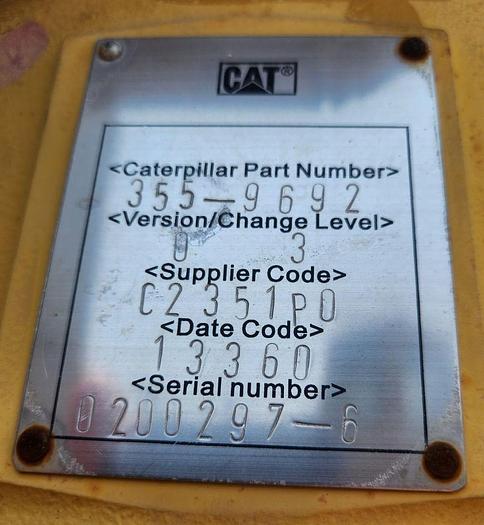 CAT®
<Caterpillar Part Number>
355-9692
<Version/Change Level>
0 3
<Supplier Code>
C2351P0
<Date Code>
13360
<Serial number>
0200297-6